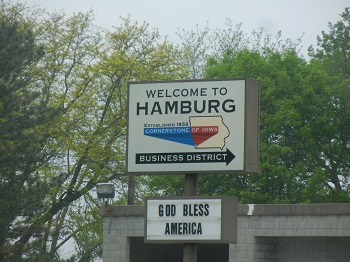 WELCOME TO
HAMBURG
ESTABLISHED 1858
CORNERSTONE OF IOWA
BUSINESS DISTRICT
GOD BLESS
AMERICA